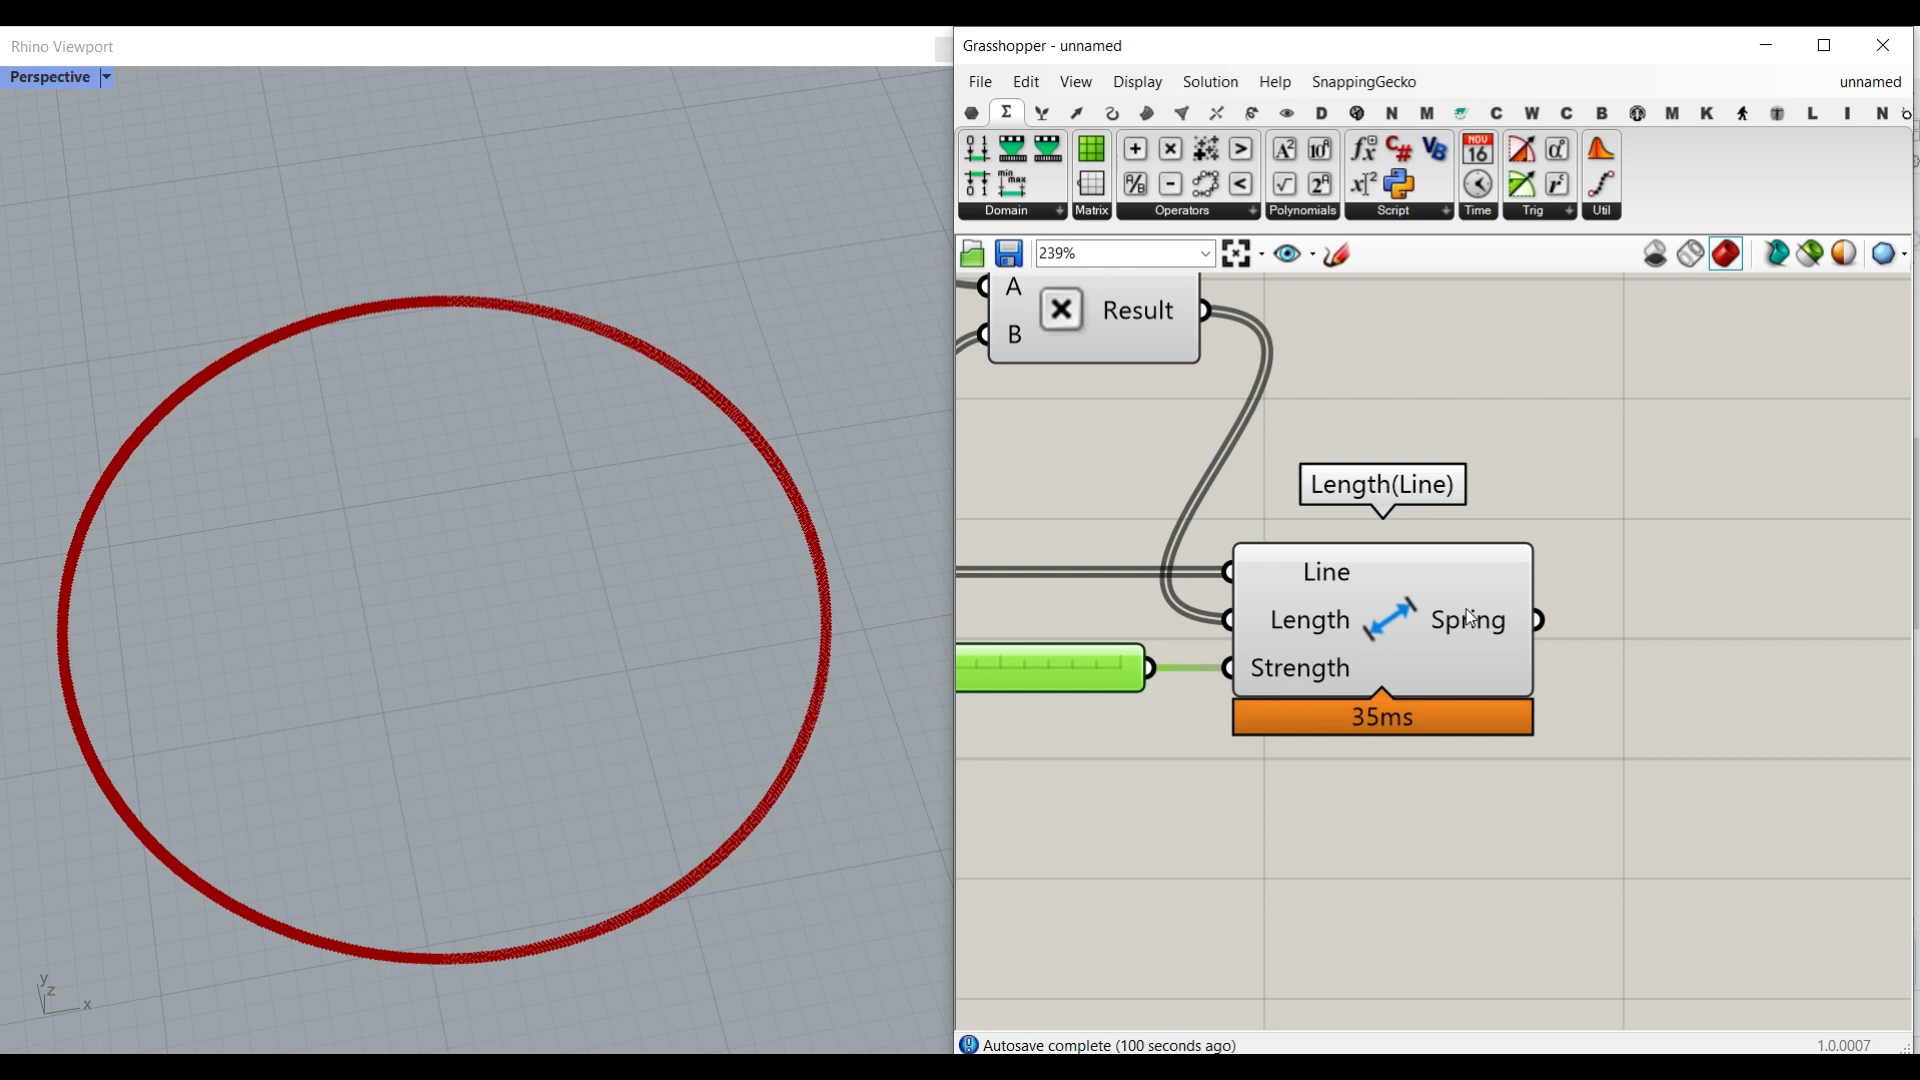 Rhino Viewport
Perspective
y
z
x
Grasshopper - unnamed
File Edit View Display Solution Help SnappingGecko unnamed
Σ D N M C W C B M K L I N
Domain Matrix Operators Polynomials Script Time Trig Util
239%
A
B
Result
Length(Line)
Line
Length
Strength
Spring
35ms
Autosave complete (100 seconds ago)
1.0.0007